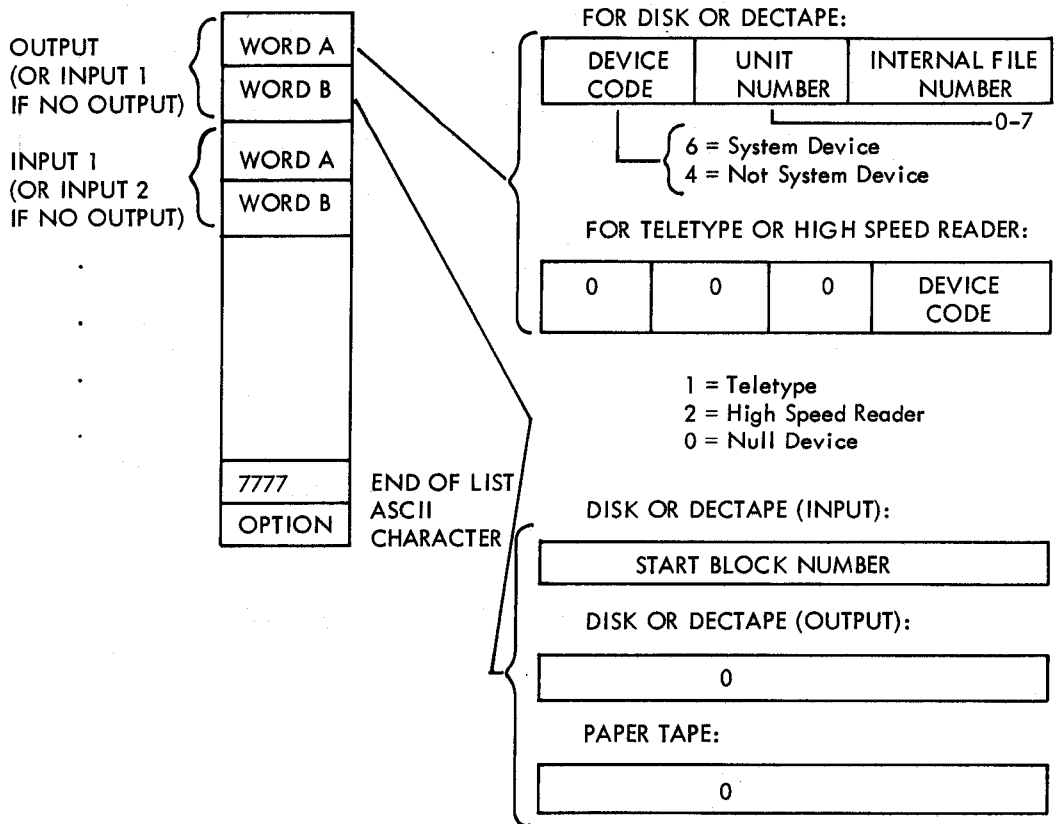 OUTPUT
(OR INPUT 1
IF NO OUTPUT)
WORD A
WORD B
INPUT 1
(OR INPUT 2
IF NO OUTPUT)
WORD A
WORD B
7777
END OF LIST
OPTION
ASCII
CHARACTER
FOR DISK OR DECTAPE:
DEVICE CODE
UNIT NUMBER
INTERNAL FILE NUMBER
0-7
6 = System Device
4 = Not System Device
FOR TELETYPE OR HIGH SPEED READER:
0 0 0 DEVICE CODE
1 = Teletype
2 = High Speed Reader
0 = Null Device
DISK OR DECTAPE (INPUT):
START BLOCK NUMBER
DISK OR DECTAPE (OUTPUT):
0
PAPER TAPE:
0